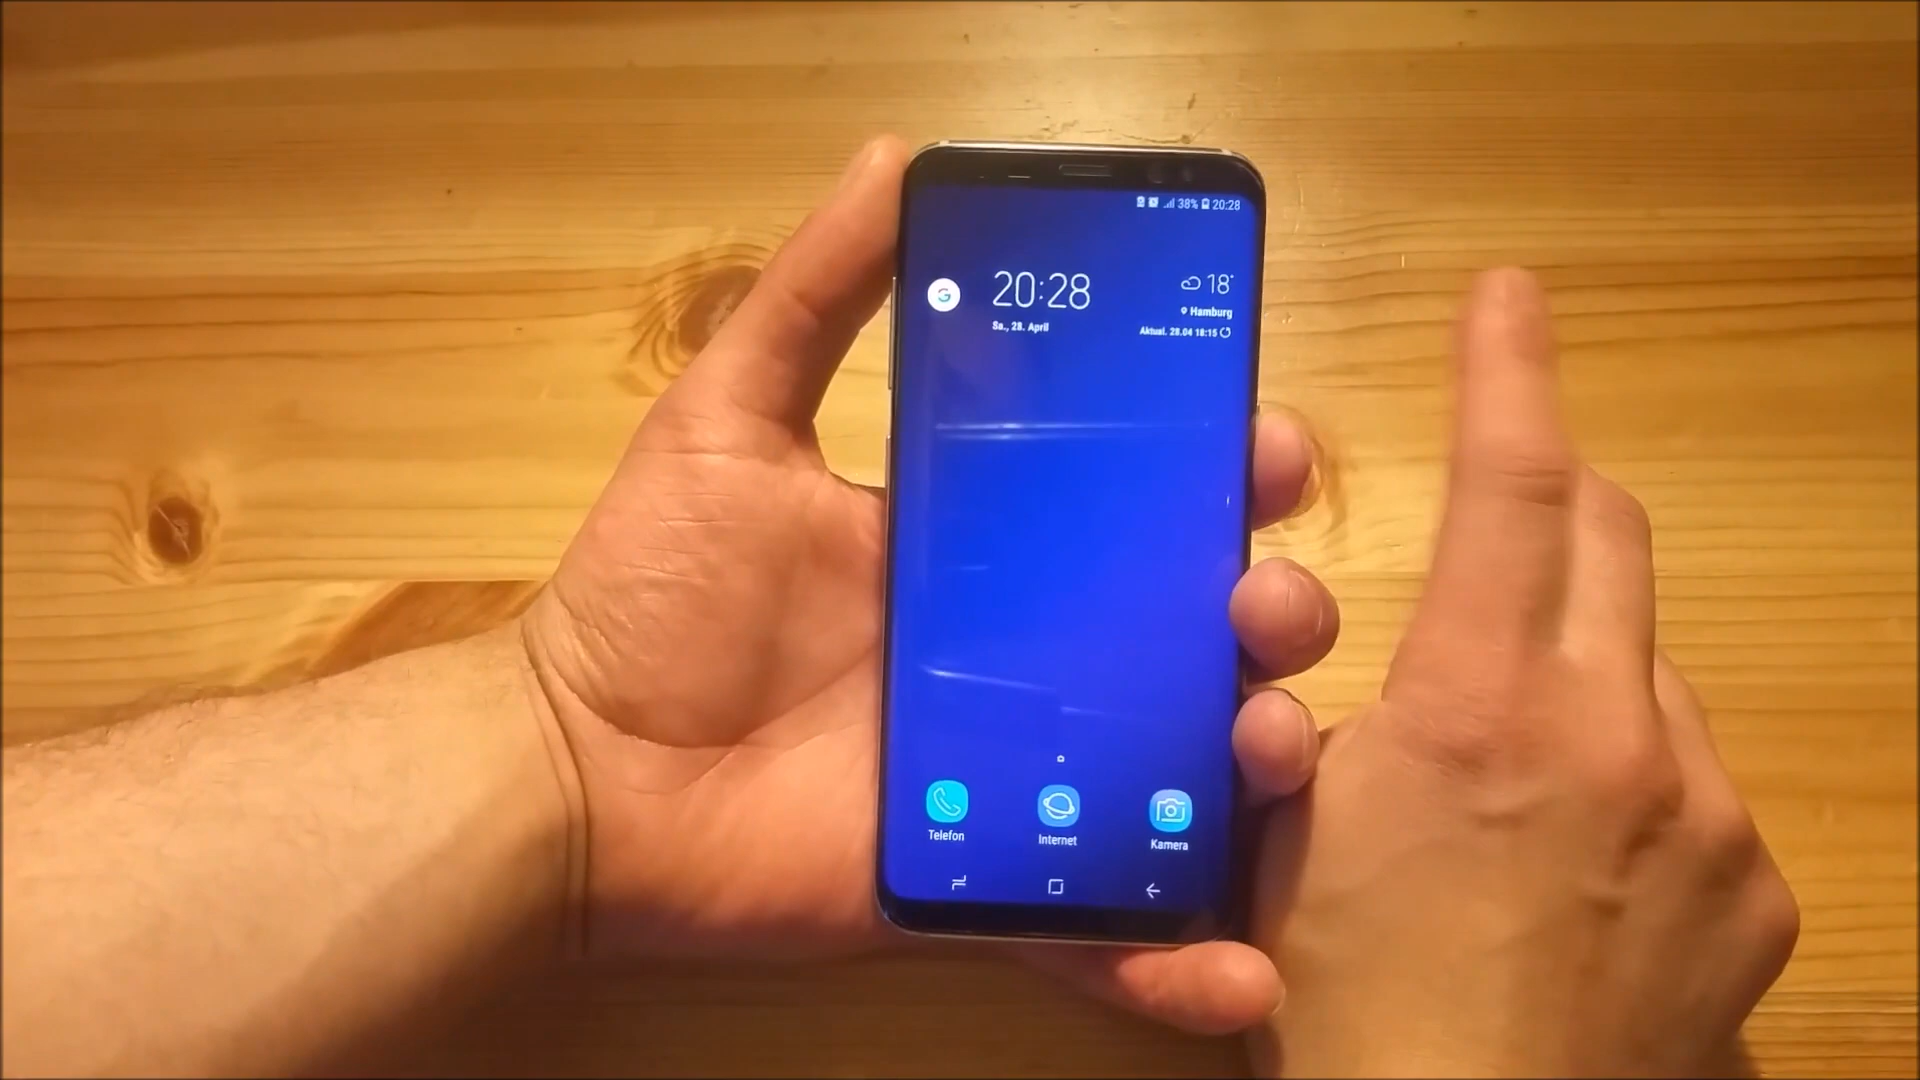 38% 20:28
G
20:28
Sa., 28. April
18°
Hamburg
Aktual. 28.04 18:15
Telefon
Internet
Kamera